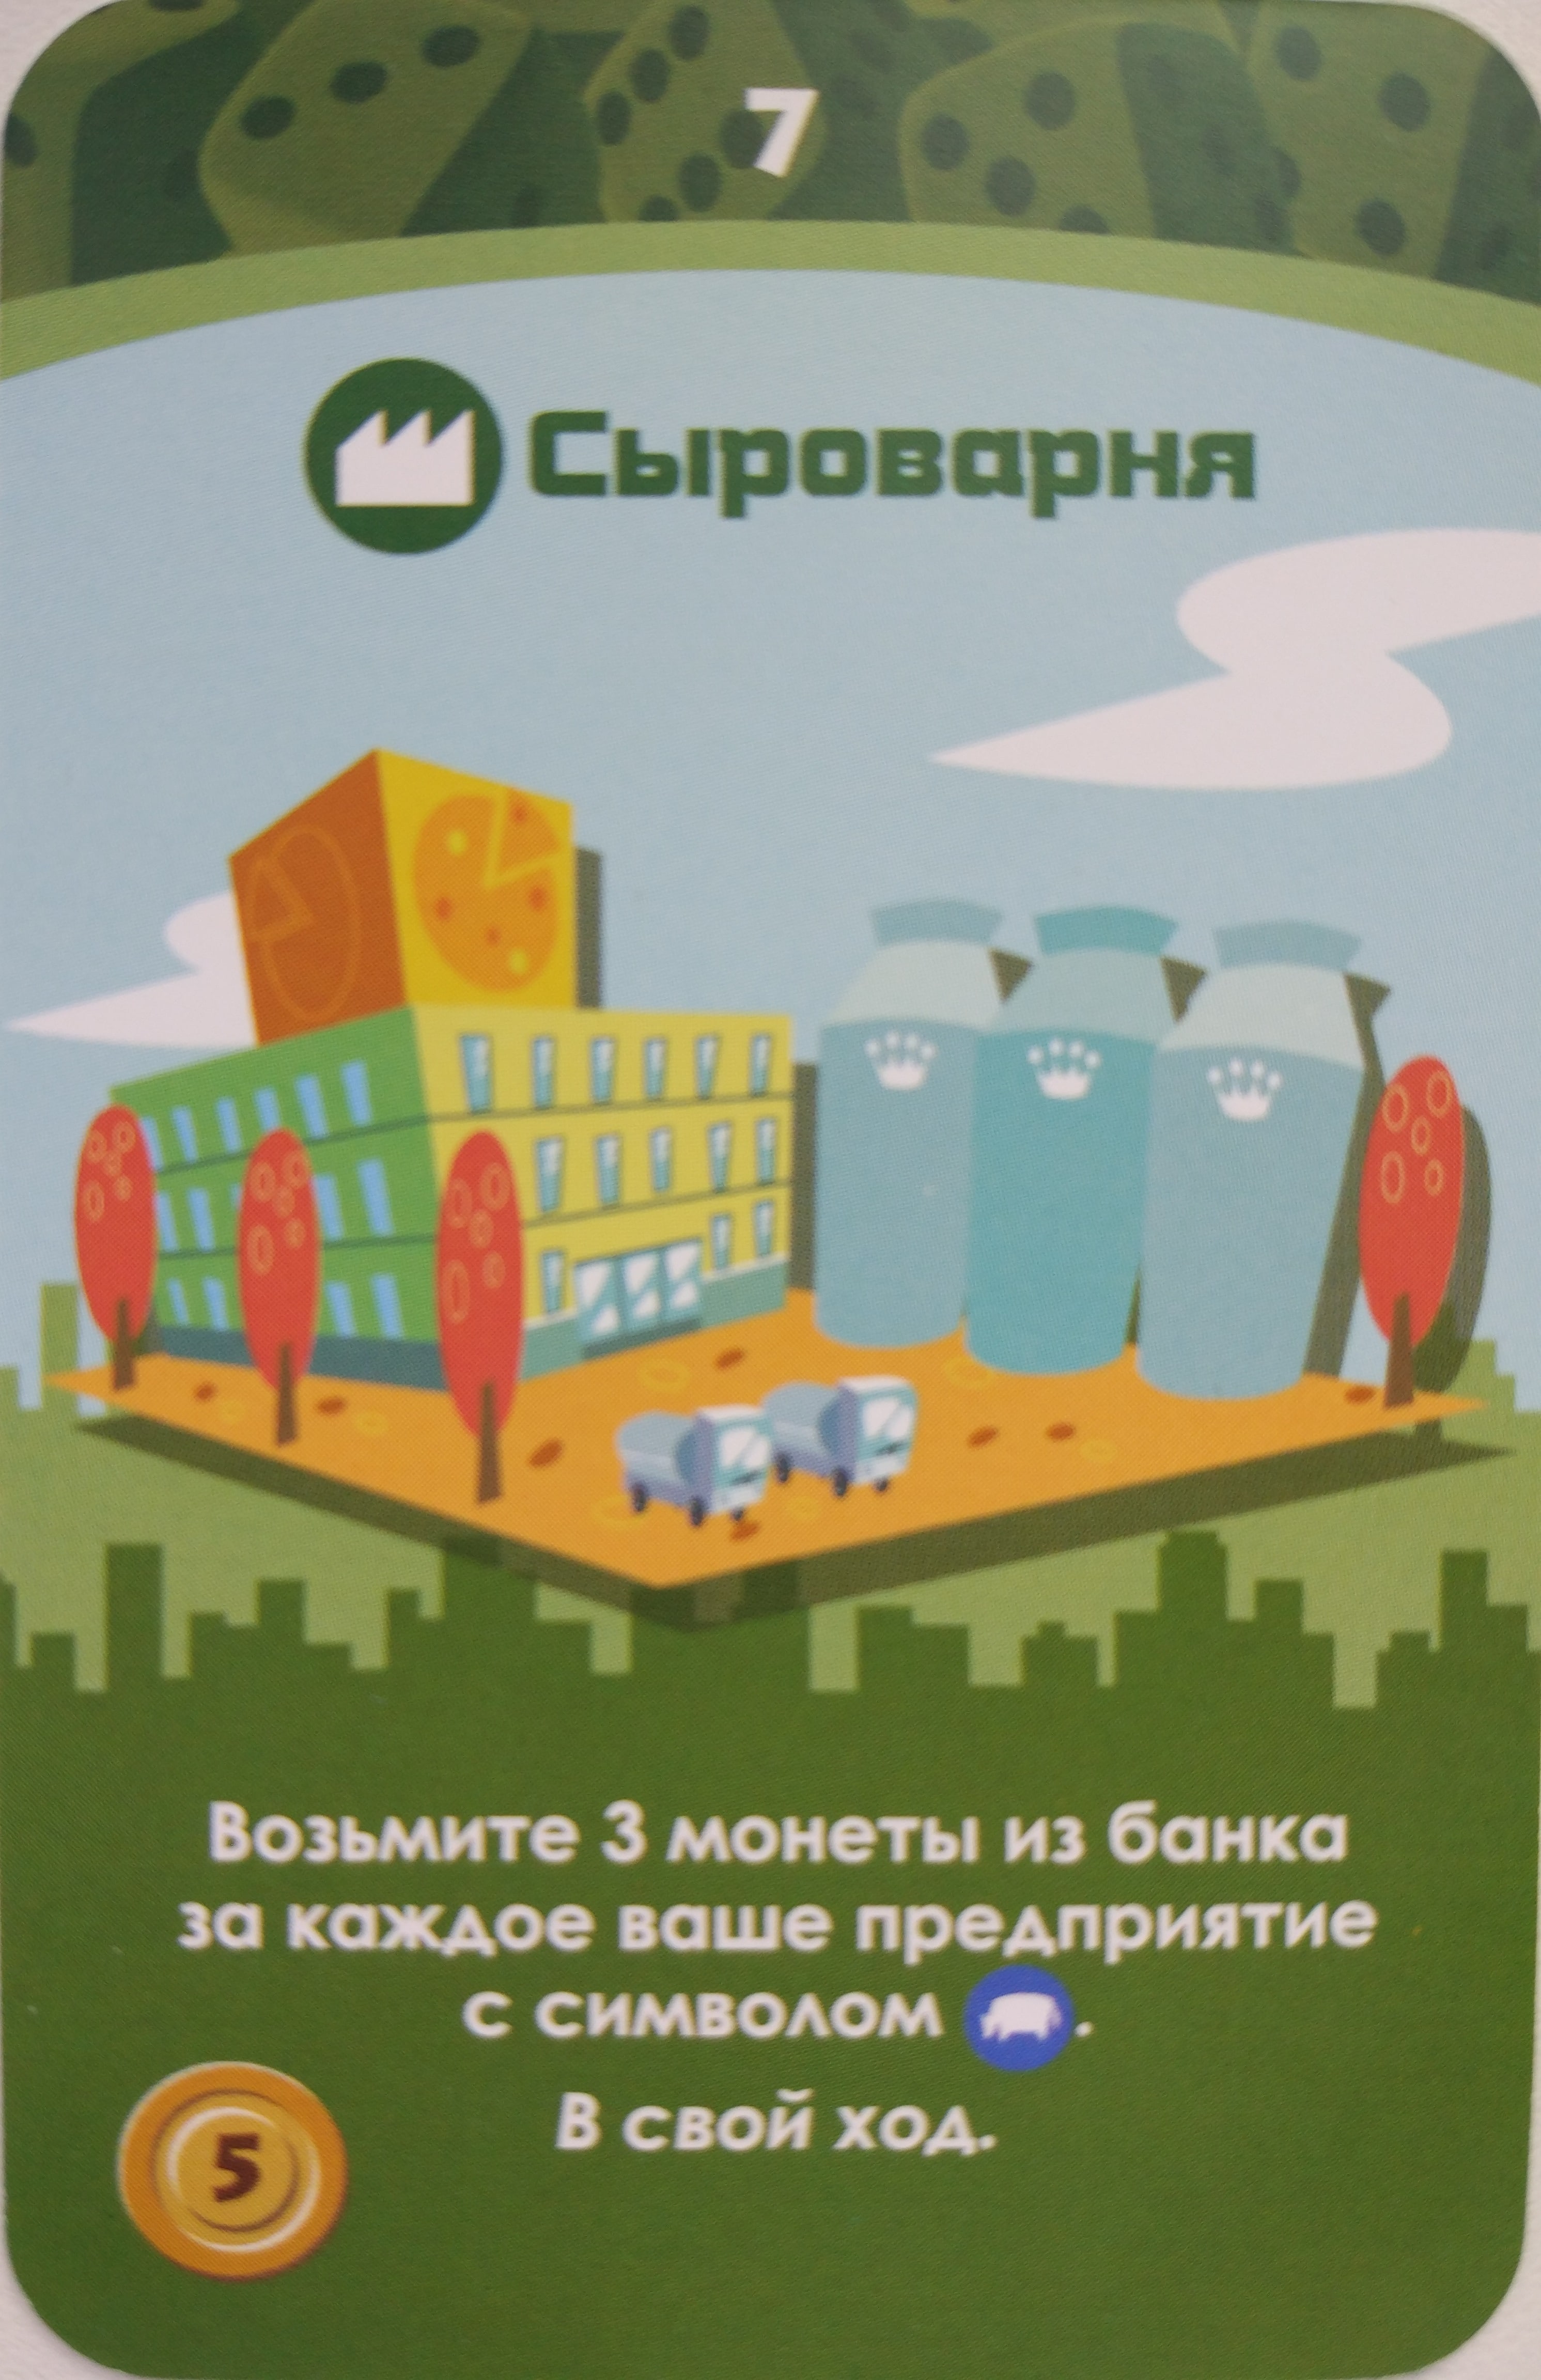 7
Сыроварня
Возьмите 3 монеты из банка
за каждое ваше предприятие
с символом .
В свой ход.
5